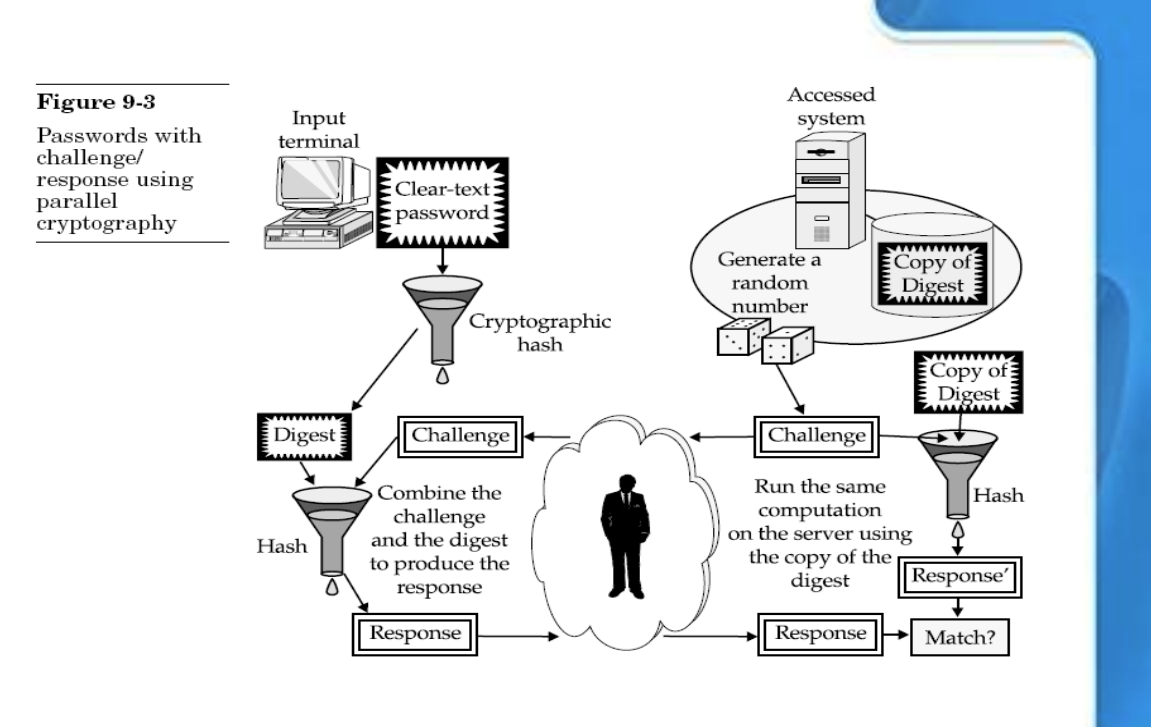 Figure 9-3
Passwords with
challenge/
response using
parallel
cryptography
Input
terminal
Clear-text
password
Cryptographic
hash
Accessed
system
Generate a
random
number
Copy of
Digest
Copy of
Digest
Digest
Challenge
Challenge
Combine the
challenge
and the digest
to produce the
response
Hash
Run the same
computation
on the server using
the copy of the
digest
Hash
Response′
Response
Response
Match?